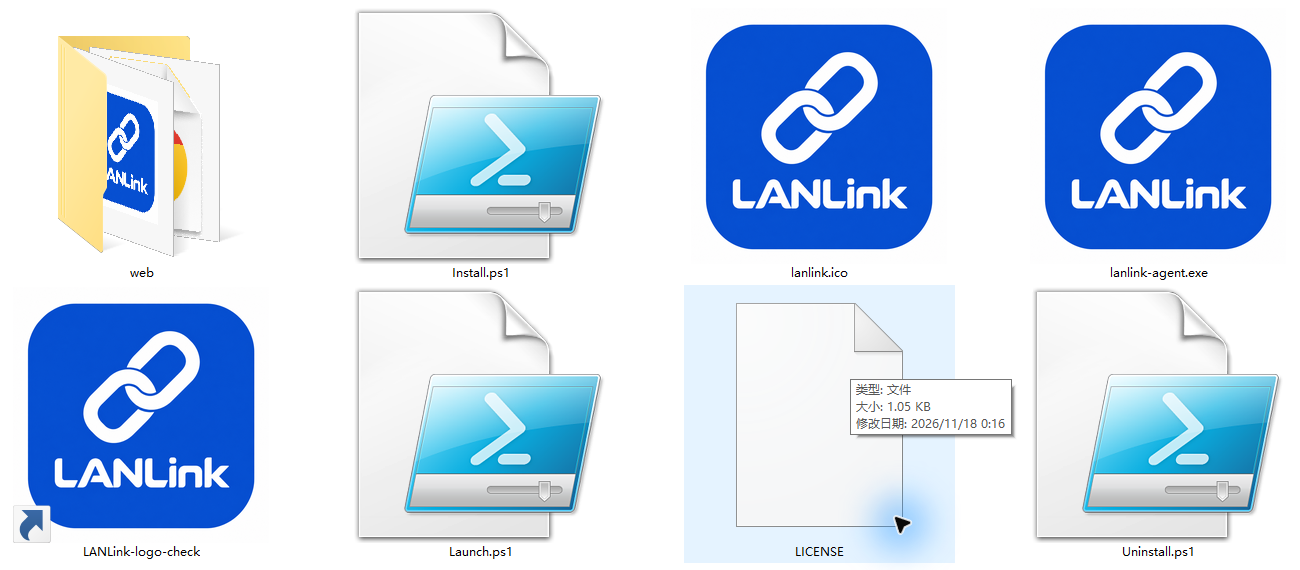 LANLink
LANLink
LANLink
web
Install.ps1
lanlink.ico
lanlink-agent.exe
LANLink
类型: 文件
大小: 1.05 KB
修改日期: 2026/11/18 0:16
LANLink-logo-check
Launch.ps1
LICENSE
Uninstall.ps1